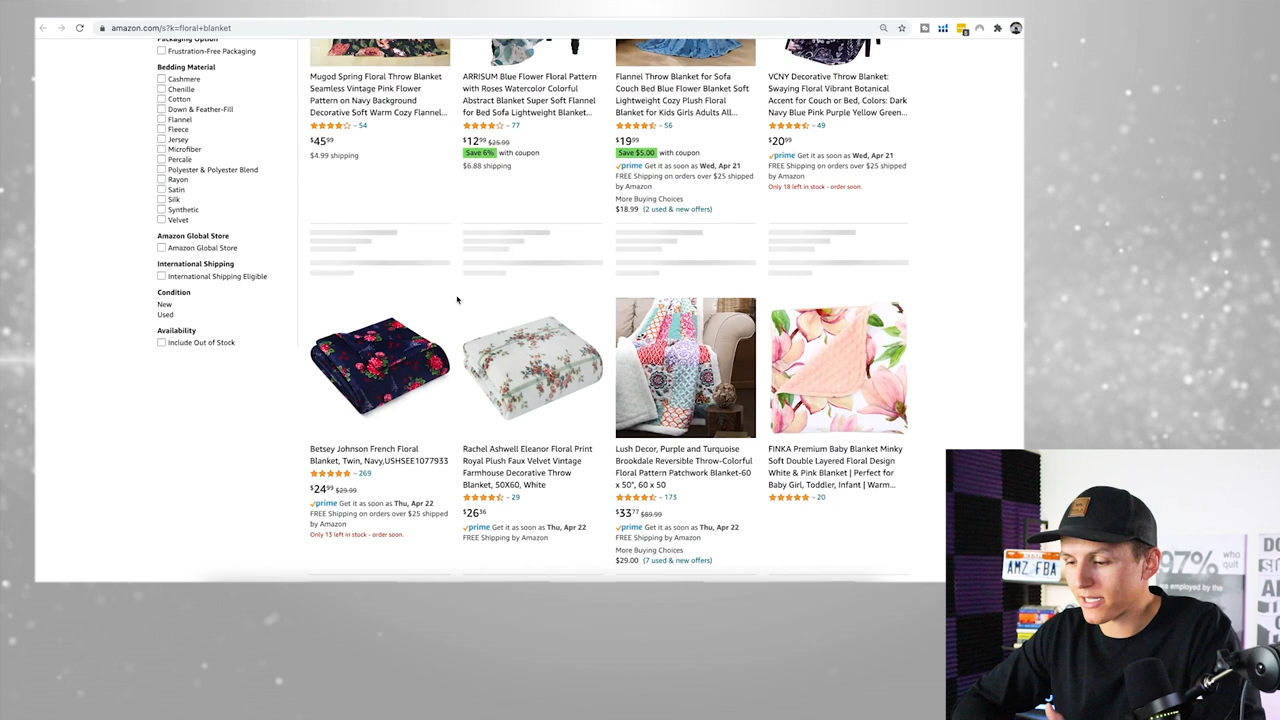 amazon.com/s?k=floral+blanket
Packaging Option
Frustration-Free Packaging
Bedding Material
Cashmere
Chenille
Cotton
Down & Feather-Fill
Flannel
Fleece
Jersey
Microfiber
Percale
Polyester & Polyester Blend
Rayon
Satin
Silk
Synthetic
Velvet
Amazon Global Store
Amazon Global Store
International Shipping
International Shipping Eligible
Condition
New
Used
Availability
Include Out of Stock
Mugod Spring Floral Throw Blanket
Seamless Vintage Pink Flower
Pattern on Navy Background
Decorative Soft Warm Cozy Flannel...
54
$45.99
$4.99 shipping
ARRISUM Blue Flower Floral Pattern
with Roses Watercolor Colorful
Abstract Blanket Super Soft Flannel
for Bed Sofa Lightweight Blanket...
77
$12.99 $25.99
Save 6% with coupon
$6.88 shipping
Flannel Throw Blanket for Sofa
Couch Bed Blue Flower Blanket Soft
Lightweight Cozy Plush Floral
Blanket for Kids Girls Adults All...
56
$19.99
Save $5.00 with coupon
prime Get it as soon as Wed, Apr 21
FREE Shipping on orders over $25 shipped
by Amazon
More Buying Choices
$18.99 (2 used & new offers)
VCNY Decorative Throw Blanket:
Swaying Floral Vibrant Botanical
Accent for Couch or Bed, Colors: Dark
Navy Blue Pink Purple Yellow Green...
49
$20.99
prime Get it as soon as Wed, Apr 21
FREE Shipping on orders over $25 shipped
by Amazon
Only 18 left in stock - order soon.
Betsey Johnson French Floral
Blanket, Twin, Navy,USHSEE1077933
269
$24.99 $29.99
prime Get it as soon as Thu, Apr 22
FREE Shipping on orders over $25 shipped
by Amazon
Only 13 left in stock - order soon.
Rachel Ashwell Eleanor Floral Print
Royal Plush Faux Velvet Vintage
Farmhouse Decorative Throw
Blanket, 50X60, White
29
$26.36
prime Get it as soon as Thu, Apr 22
FREE Shipping by Amazon
Lush Decor, Purple and Turquoise
Brookdale Reversible Throw-Colorful
Floral Pattern Patchwork Blanket-60
x 50", 60 x 50
173
$33.77 $89.99
prime Get it as soon as Thu, Apr 22
FREE Shipping by Amazon
More Buying Choices
$29.00 (7 used & new offers)
FINKA Premium Baby Blanket Minky
Soft Double Layered Floral Design
White & Pink Blanket | Perfect for
Baby Girl, Toddler, Infant | Warm...
20
AMZ FBA
97% who
quit
employed by the